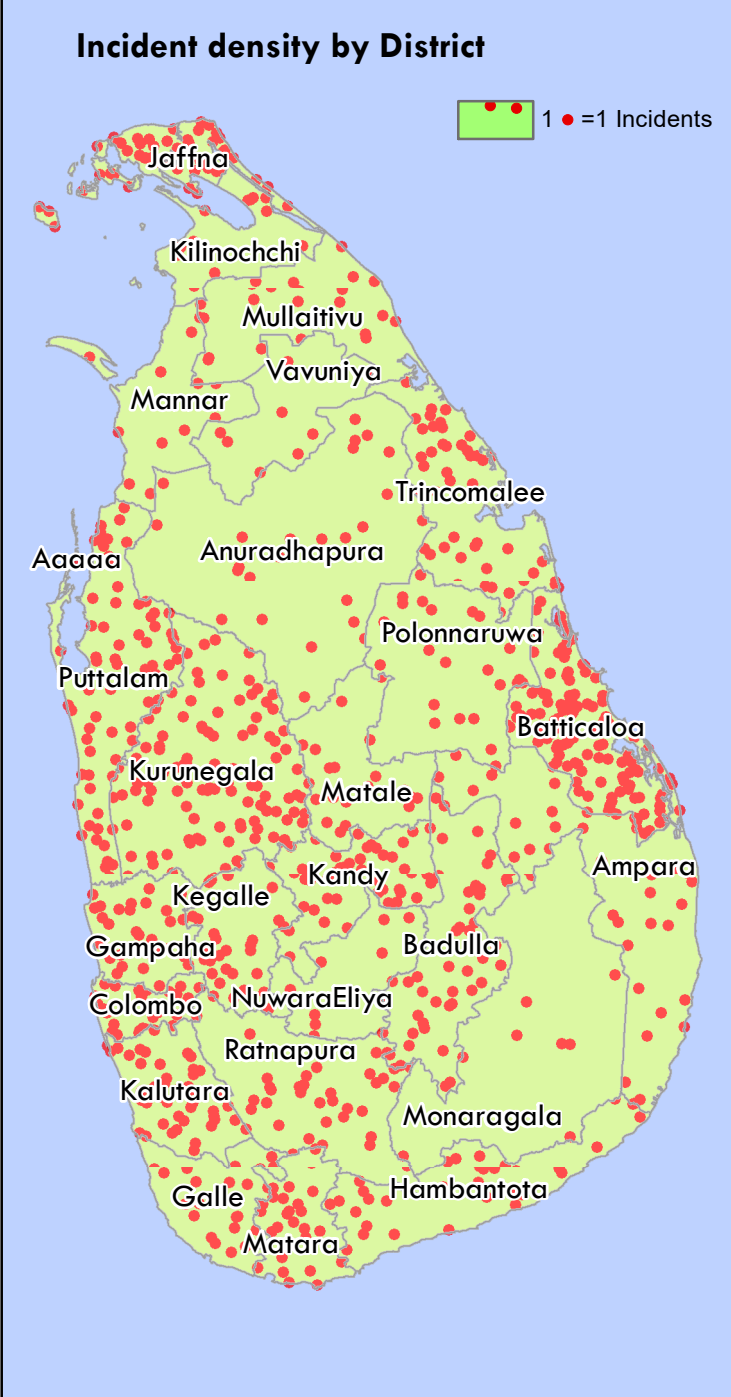 Incident density by District
1 =1 Incidents
Jaffna
Kilinochchi
Mullaitivu
Vavuniya
Mannar
Trincomalee
Anuradhapura
Aaaaa
Polonnaruwa
Puttalam
Batticaloa
Kurunegala
Matale
Ampara
Kandy
Kegalle
Badulla
Gampaha
NuwaraEliya
Colombo
Ratnapura
Kalutara
Monaragala
Hambantota
Galle
Matara